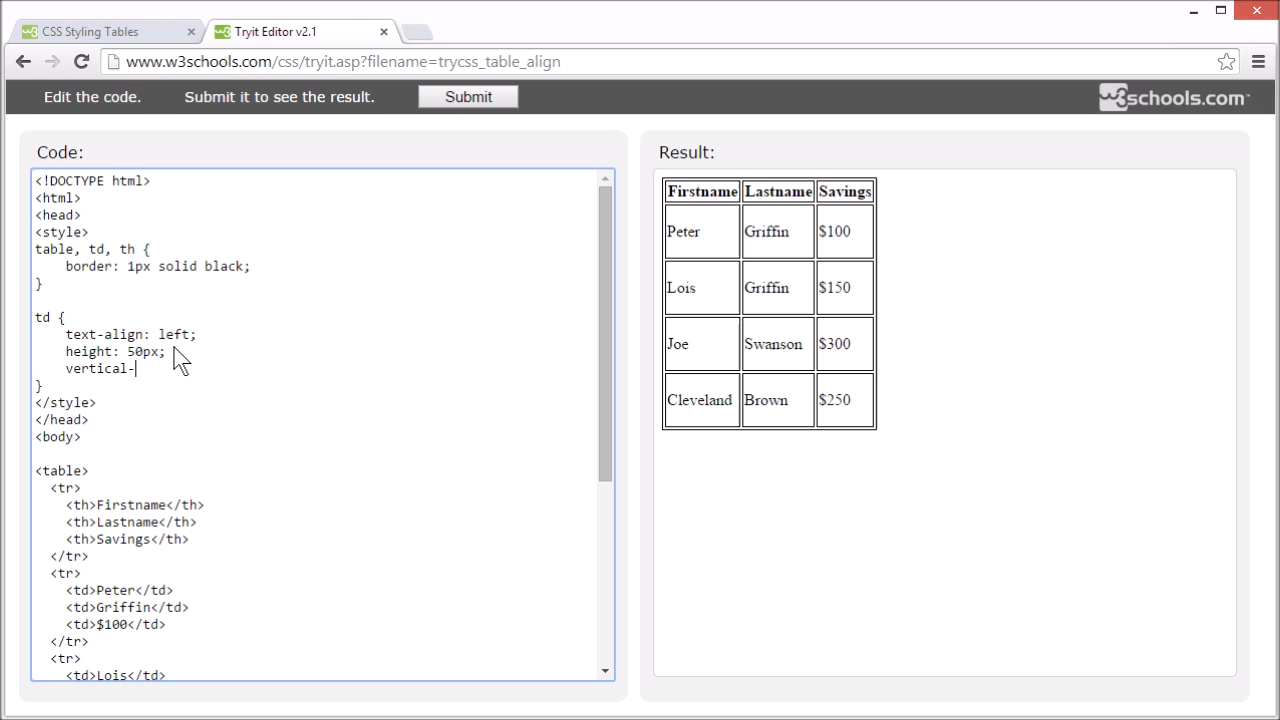 CSS Styling Tables
Tryit Editor v2.1
www.w3schools.com/css/tryit.asp?filename=trycss_table_align
Edit the code. Submit it to see the result. Submit
w3schools.com
Code:
<!DOCTYPE html>
<html>
<head>
<style>
table, td, th {
    border: 1px solid black;
}

td {
    text-align: left;
    height: 50px;
    vertical-
}
</style>
</head>
<body>

<table>
  <tr>
    <th>Firstname</th>
    <th>Lastname</th>
    <th>Savings</th>
  </tr>
  <tr>
    <td>Peter</td>
    <td>Griffin</td>
    <td>$100</td>
  </tr>
  <tr>
    <td>Lois</td>
Result:
Firstname Lastname Savings
Peter Griffin $100
Lois Griffin $150
Joe Swanson $300
Cleveland Brown $250